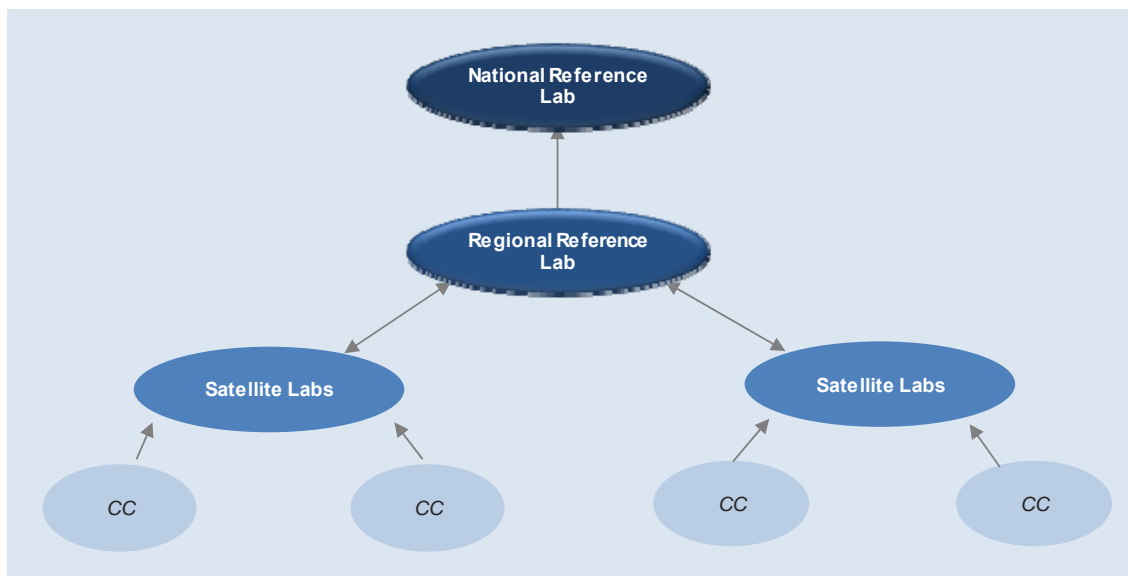 National Reference
Lab
Regional Reference
Lab
Satellite Labs
Satellite Labs
CC
CC
CC
CC